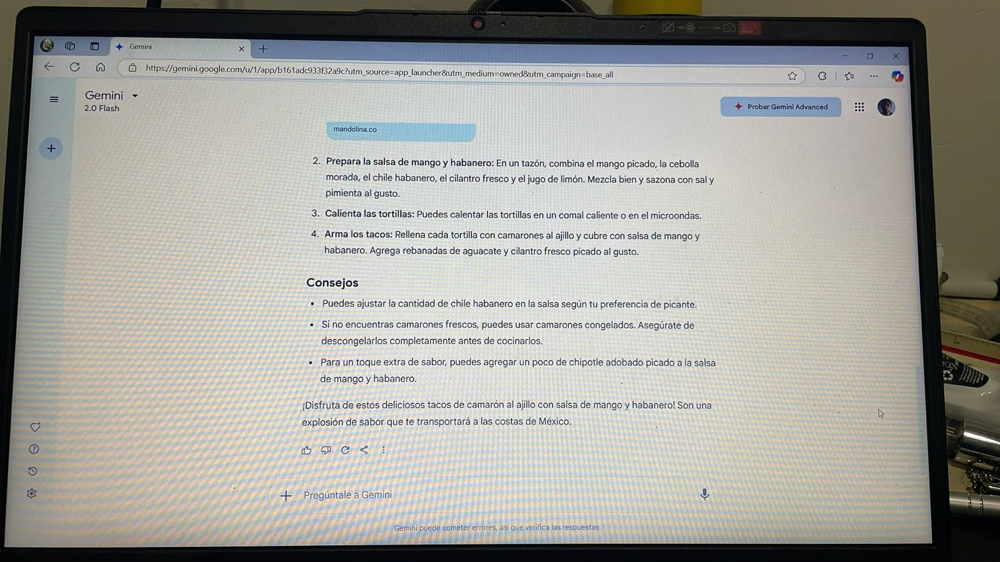 Gemini
https://gemini.google.com/u/1/app/b161adc933f32a9c?utm_source=app_launcher&utm_medium=owned&utm_campaign=base_all
Gemini
2.0 Flash
Probar Gemini Advanced
mandolina.co
2. Prepara la salsa de mango y habanero: En un tazón, combina el mango picado, la cebolla
morada, el chile habanero, el cilantro fresco y el jugo de limón. Mezcla bien y sazona con sal y
pimienta al gusto.
3. Calienta las tortillas: Puedes calentar las tortillas en un comal caliente o en el microondas.
4. Arma los tacos: Rellena cada tortilla con camarones al ajillo y cubre con salsa de mango y
habanero. Agrega rebanadas de aguacate y cilantro fresco picado al gusto.
Consejos
• Puedes ajustar la cantidad de chile habanero en la salsa según tu preferencia de picante.
• Si no encuentras camarones frescos, puedes usar camarones congelados. Asegúrate de
descongelarlos completamente antes de cocinarlos.
• Para un toque extra de sabor, puedes agregar un poco de chipotle adobado picado a la salsa
de mango y habanero.
¡Disfruta de estos deliciosos tacos de camarón al ajillo con salsa de mango y habanero! Son una
explosión de sabor que te transportará a las costas de México.
Pregúntale a Gemini
Gemini puede cometer errores, así que verifica las respuestas